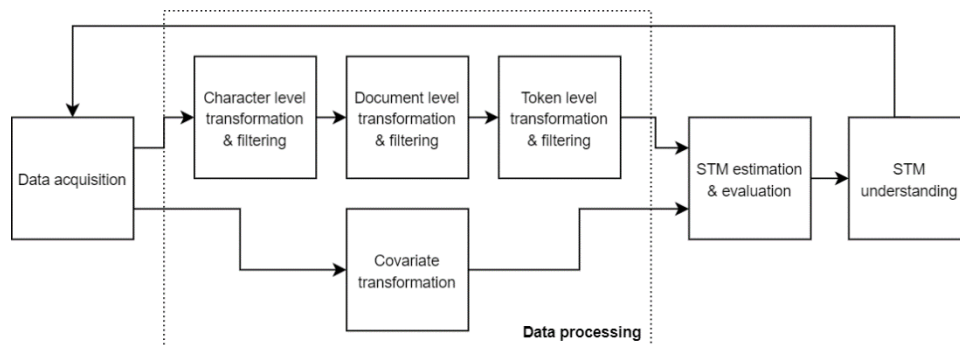 Data acquisition
Character level
transformation
& filtering
Document level
transformation
& filtering
Token level
transformation
& filtering
Covariate
transformation
STM estimation
& evaluation
STM
understanding
Data processing